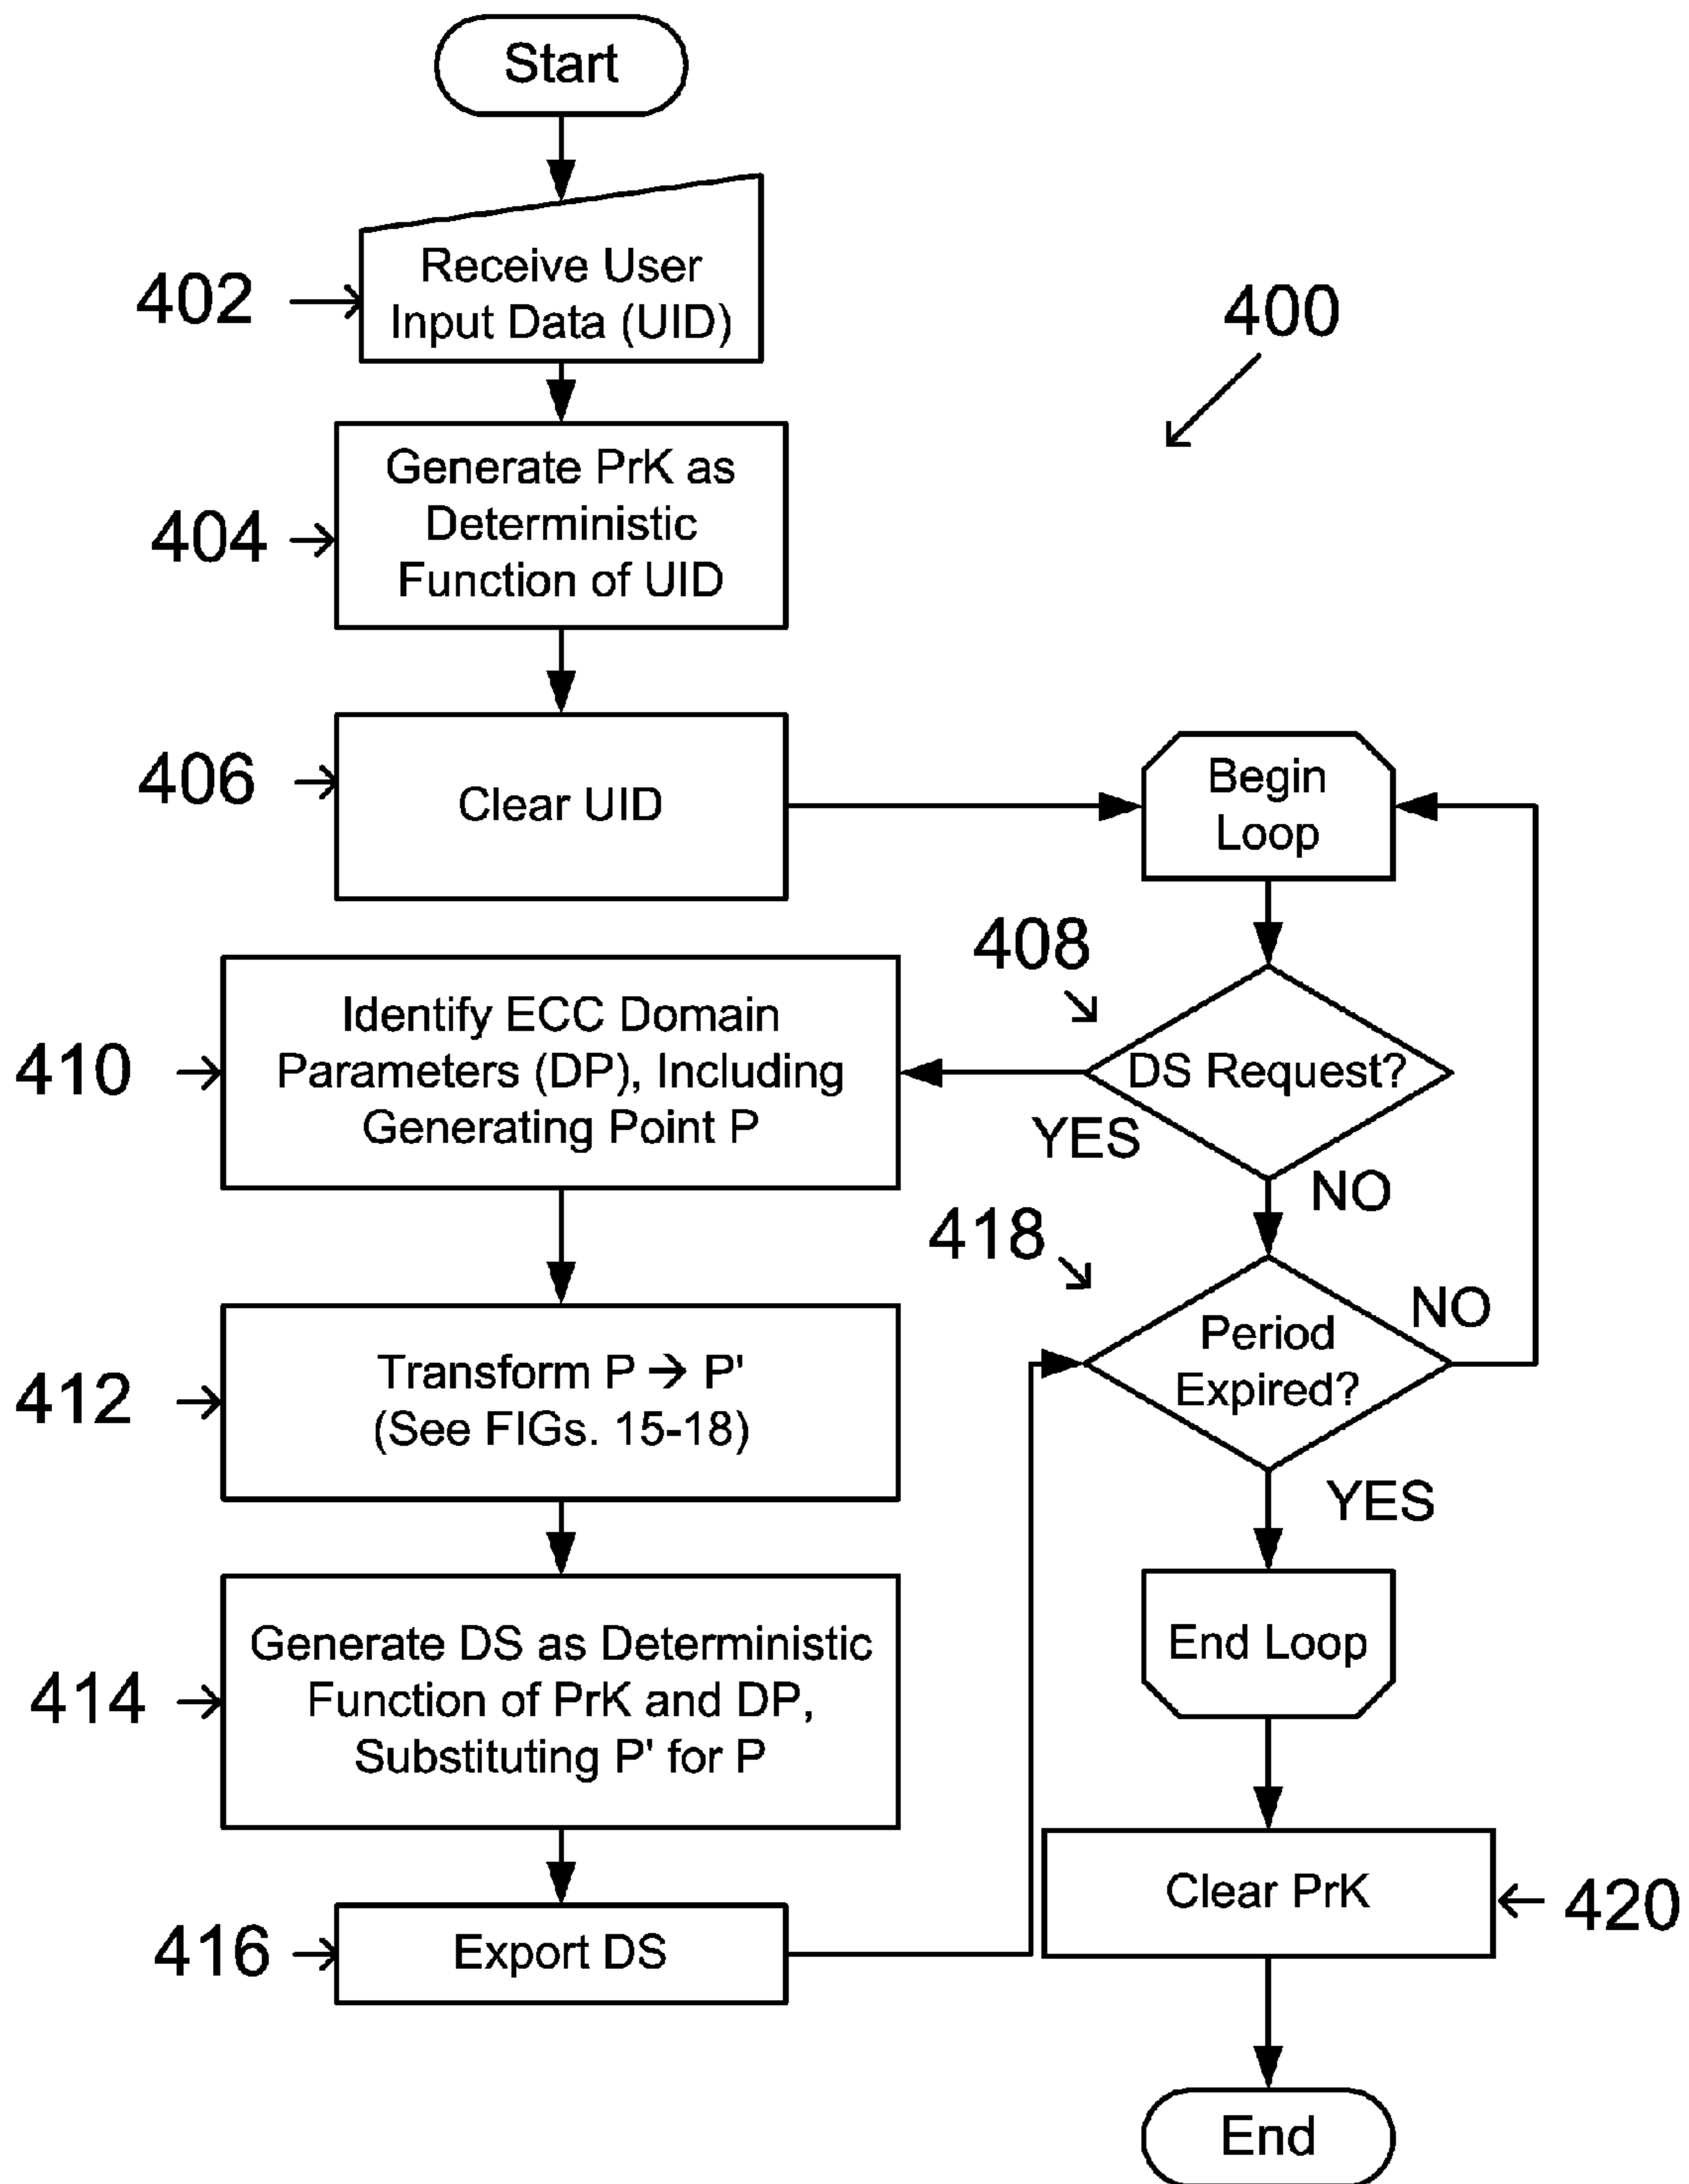 Start
402
Receive User
Input Data (UID)
400
404
Generate PrK as
Deterministic
Function of UID
406
Clear UID
Begin
Loop
408
DS Request?
YES
NO
410
Identify ECC Domain
Parameters (DP), Including
Generating Point P
418
Period
Expired?
NO
YES
412
Transform P → P'
(See FIGs. 15-18)
414
Generate DS as Deterministic
Function of PrK and DP,
Substituting P' for P
End Loop
416
Export DS
Clear PrK
420
End